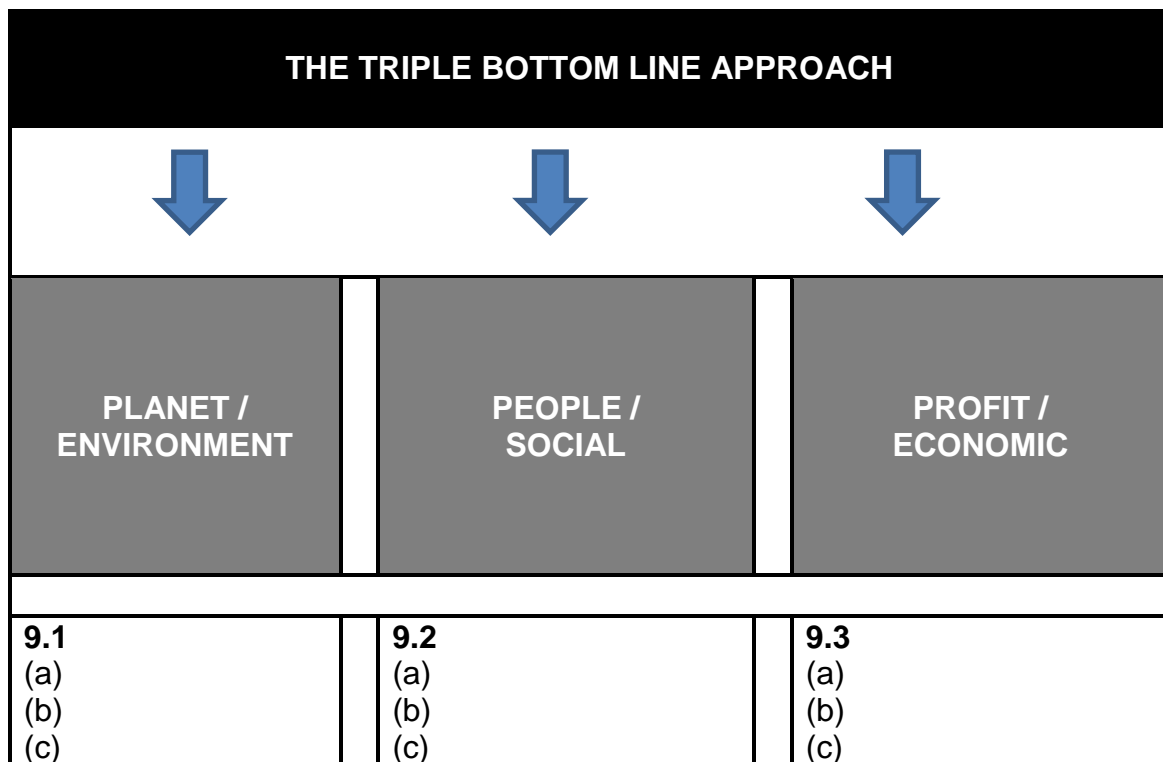 THE TRIPLE BOTTOM LINE APPROACH
PLANET /
ENVIRONMENT
PEOPLE /
SOCIAL
PROFIT /
ECONOMIC
9.1
(a)
(b)
(c)
9.2
(a)
(b)
(c)
9.3
(a)
(b)
(c)